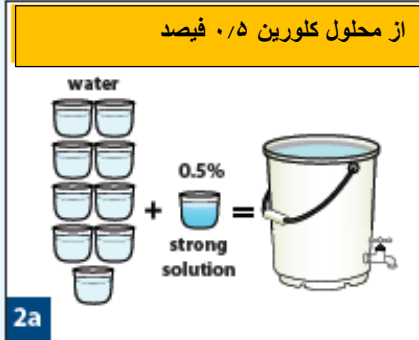 از محلول کلورین ۰/۵ فیصد
water
0.5%
+
=
strong
solution
2a